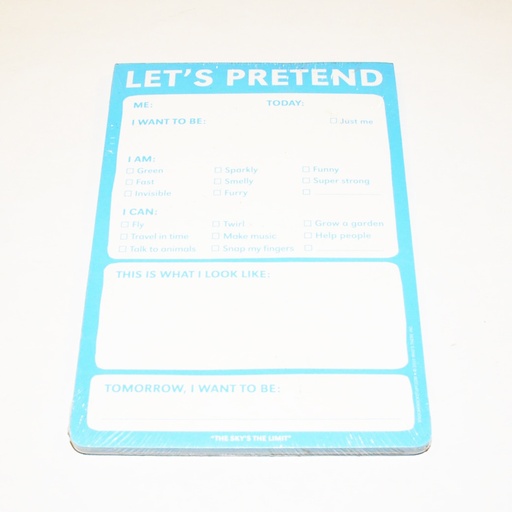 LET'S PRETEND
ME: TODAY:
I WANT TO BE: Just me
I AM:
Green Sparkly Funny
Fast Smelly Super strong
Invisible Furry
I CAN:
Fly Twirl Grow a garden
Travel in time Make music Help people
Talk to animals Snap my fingers
THIS IS WHAT I LOOK LIKE:
TOMORROW, I WANT TO BE:
"THE SKY'S THE LIMIT"